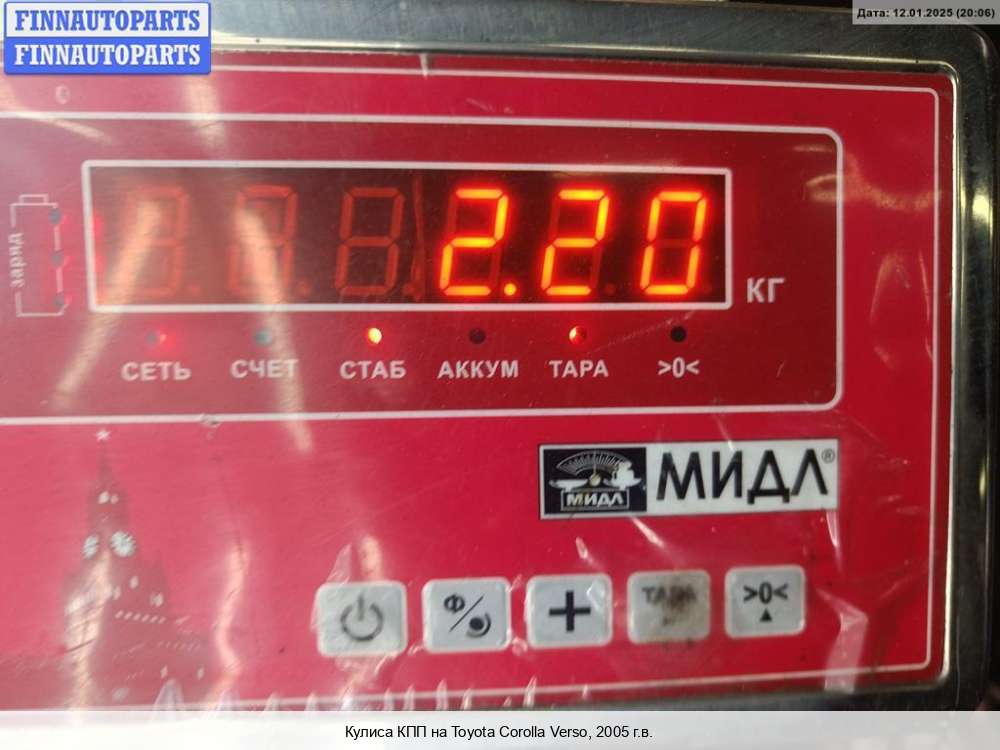 FINNAUTOPARTS
FINNAUTOPARTS
Дата: 12.01.2025 (20:06)
заряд
2.20 КГ
СЕТЬ СЧЕТ СТАБ АККУМ ТАРА >0<
МИДЛ МИДЛ®
Ф/ + ТАРА >0<
Кулиса КПП на Toyota Corolla Verso, 2005 г.в.